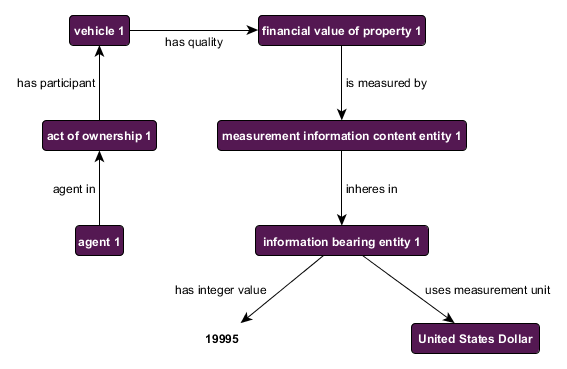 vehicle 1
has quality
financial value of property 1
has participant
is measured by
act of ownership 1
measurement information content entity 1
agent in
inheres in
agent 1
information bearing entity 1
has integer value
uses measurement unit
19995
United States Dollar